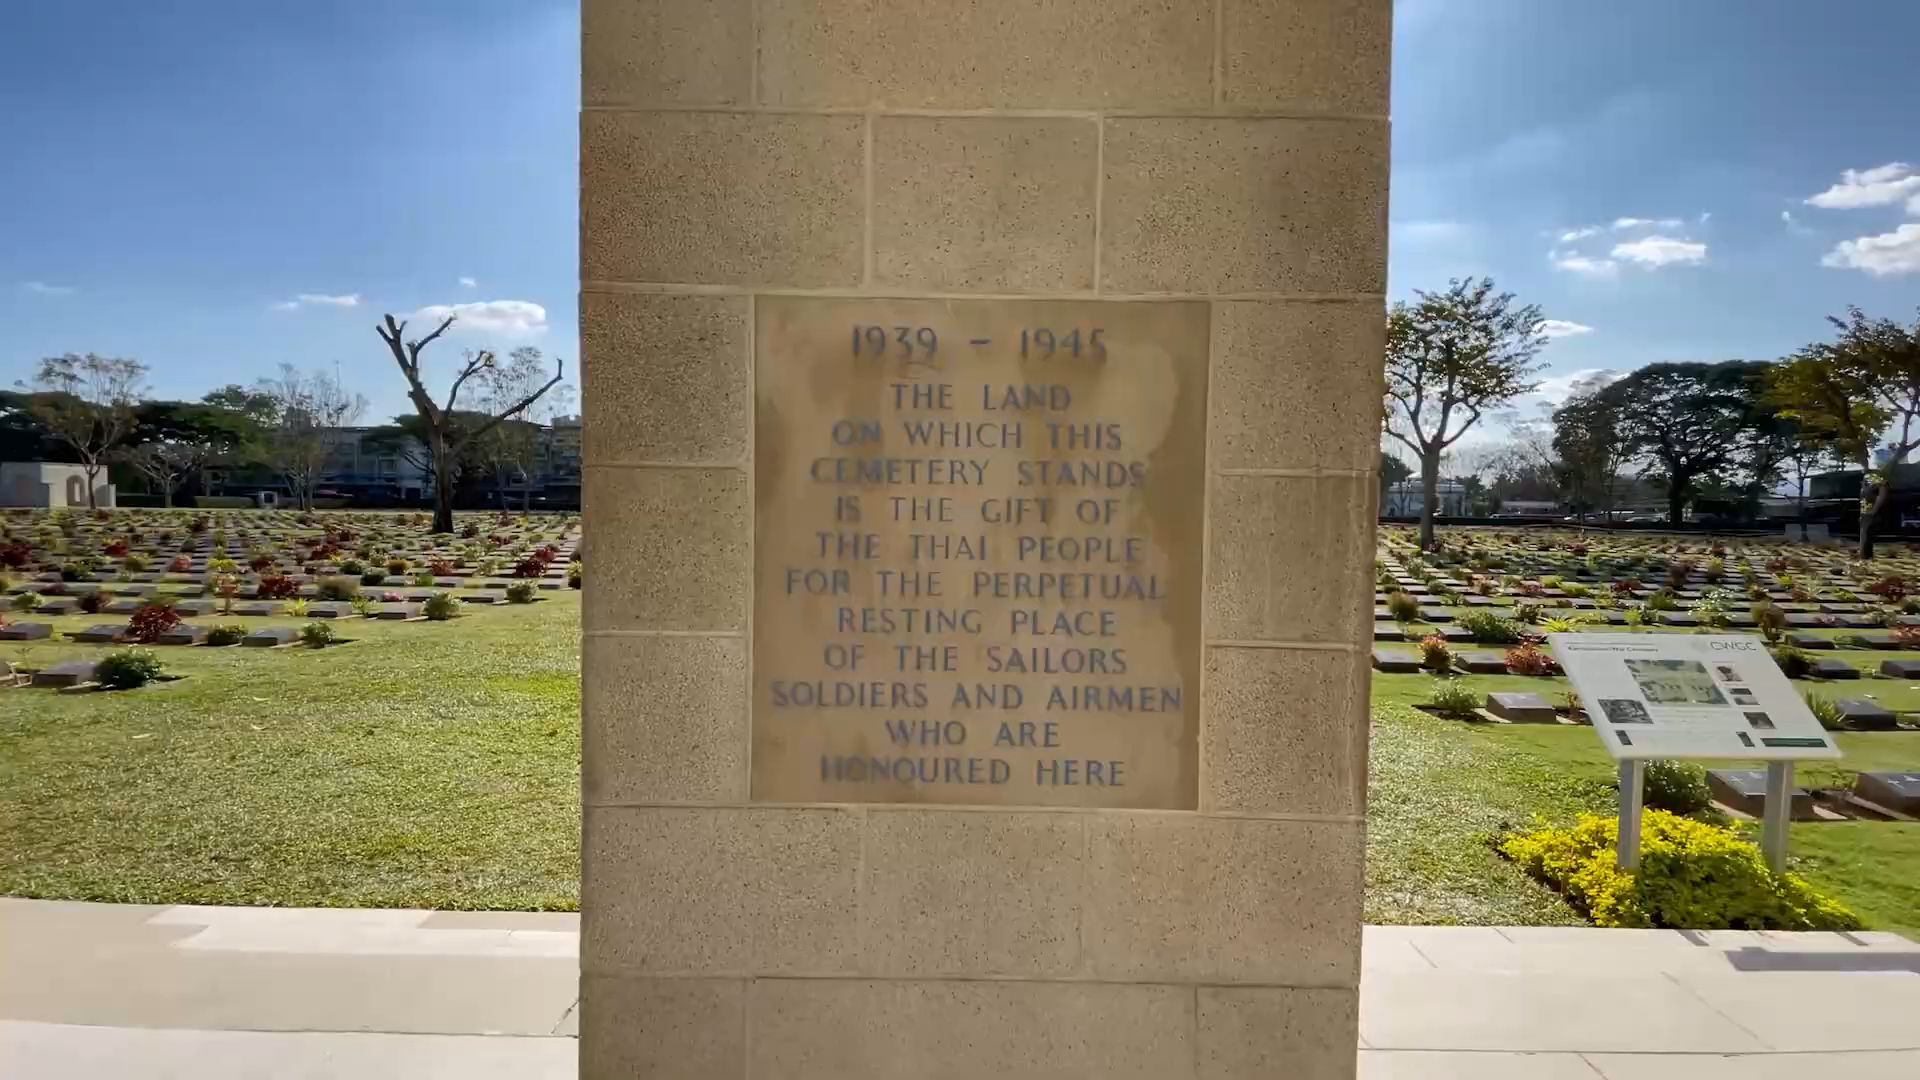 1939 - 1945
THE LAND
ON WHICH THIS
CEMETERY STANDS
IS THE GIFT OF
THE THAI PEOPLE
FOR THE PERPETUAL
RESTING PLACE
OF THE SAILORS
SOLDIERS AND AIRMEN
WHO ARE
HONOURED HERE
CWGC